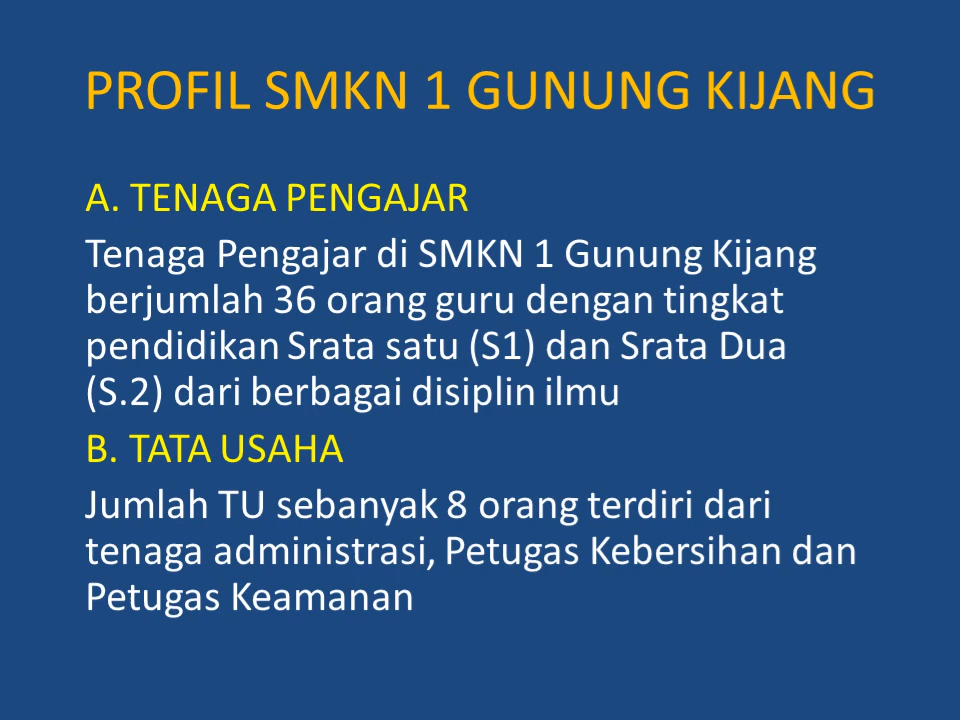 PROFIL SMKN 1 GUNUNG KIJANG
A. TENAGA PENGAJAR
Tenaga Pengajar di SMKN 1 Gunung Kijang
berjumlah 36 orang guru dengan tingkat
pendidikan Srata satu (S1) dan Srata Dua
(S.2) dari berbagai disiplin ilmu
B. TATA USAHA
Jumlah TU sebanyak 8 orang terdiri dari
tenaga administrasi, Petugas Kebersihan dan
Petugas Keamanan